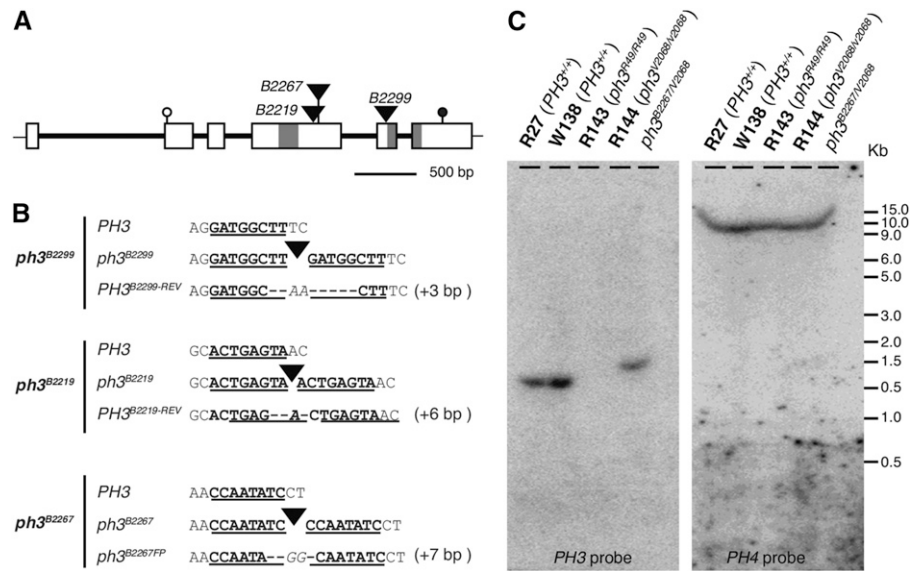 A
B2267
B2219
B2299
500 bp
B
ph3B2299
PH3 AGGATGGCTTTC
ph3B2299 AGGATGGCTT GATGGCTTTC
PH3B2299-REV AGGATGGC--AA-----CTTTC (+3 bp )
ph3B2219
PH3 GCACTGAGTAAC
ph3B2219 GCACTGAGTA ACTGAGTAAC
PH3B2219-REV GCACTGAG--A-CTGAGTAAC (+6 bp)
ph3B2267
PH3 AACCAATATCCT
ph3B2267 AACCAATATC CCAATATCCT
ph3B2267FP AACCAATA--GG-CAATATCCT (+7 bp )
C
R27 (PH3+/+)
W138 (PH3+/+)
R143 (ph3R49/R49)
R144 (ph3V2068/v2068)
ph3B2267/V2068
R27 (PH3+/+)
W138 (PH3+/+)
R143 (ph3R49/R49)
R144 (ph3V2068/v2068)
ph3B2267/V2068
Kb
15.0
10.0
9.0
6.0
5.0
3.0
2.0
1.5
0.5
1.0
0.5
PH3 probe
PH4 probe